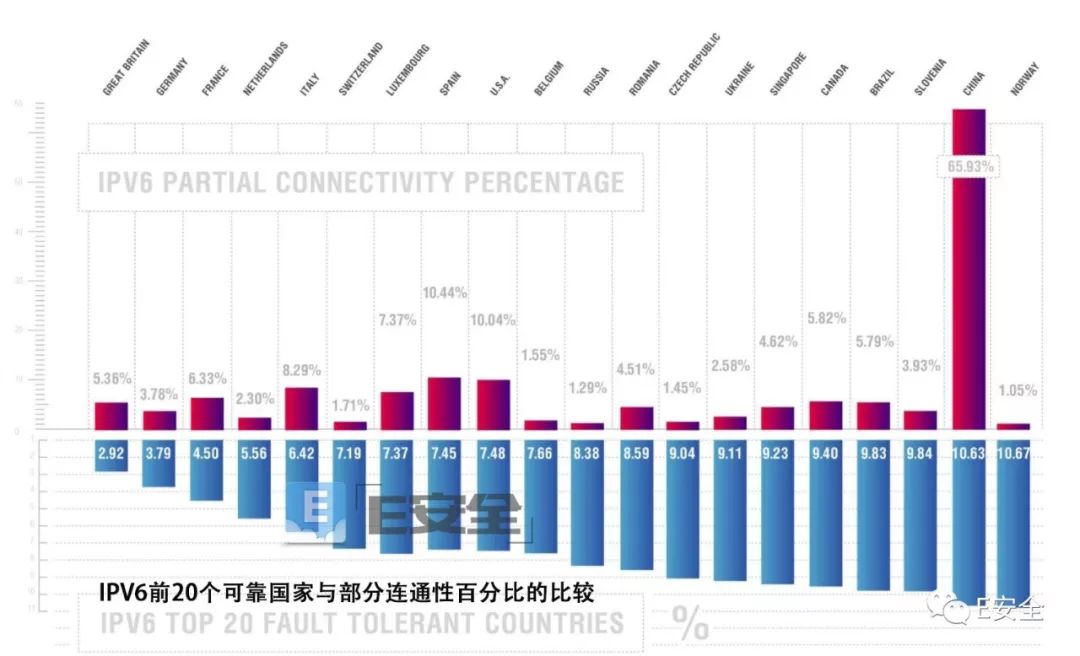 GREAT BRITAIN
GERMANY
FRANCE
NETHERLANDS
ITALY
SWITZERLAND
LUXEMBOURG
SPAIN
U.S.A.
BELGIUM
RUSSIA
ROMANIA
CZECH REPUBLIC
UKRAINE
SINGAPORE
CANADA
BRAZIL
SLOVENIA
CHINA
NORWAY
IPV6 PARTIAL CONNECTIVITY PERCENTAGE
50
40
30
20
10
0
5.36%
3.78%
6.33%
2.30%
8.29%
1.71%
7.37%
10.44%
10.04%
1.55%
1.29%
4.51%
1.45%
2.58%
4.62%
5.82%
5.79%
3.93%
65.93%
1.05%
2.92
3.79
4.50
5.56
6.42
7.19
7.37
7.45
7.48
7.66
8.38
8.59
9.04
9.11
9.23
9.40
9.83
9.84
10.63
10.67
E
E安全
IPV6前20个可靠国家与部分连通性百分比的比较
IPV6 TOP 20 FAULT TOLERANT COUNTRIES
%
E安全